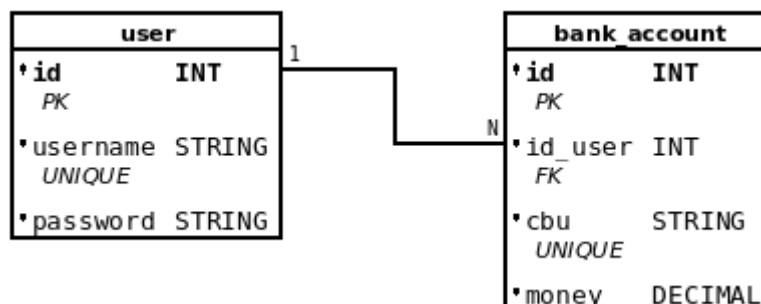 user
id INT
PK
username STRING
UNIQUE
password STRING
1
N
bank_account
id INT
PK
id_user INT
FK
cbu STRING
UNIQUE
money DECIMAL